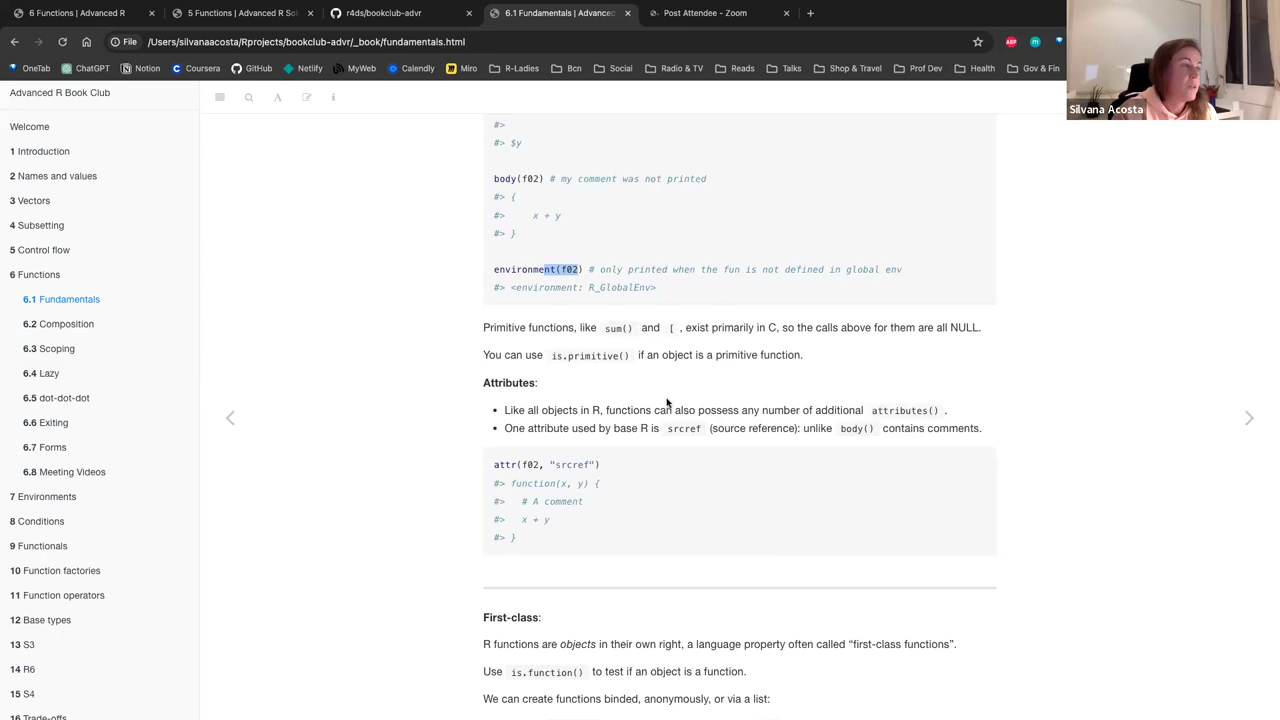 6 Functions | Advanced R
5 Functions | Advanced R Sol
r4ds/bookclub-advr
6.1 Fundamentals | Advanced
Post Attendee - Zoom
File
/Users/silvanaacosta/Rprojects/bookclub-advr/_book/fundamentals.html
OneTab
ChatGPT
Notion
Coursera
GitHub
Netlify
MyWeb
Calendly
Miro
R-Ladies
Bcn
Social
Radio & TV
Reads
Talks
Shop & Travel
Prof Dev
Health
Gov & Fin
Silvana Acosta
Advanced R Book Club
Welcome
1 Introduction
2 Names and values
3 Vectors
4 Subsetting
5 Control flow
6 Functions
6.1 Fundamentals
6.2 Composition
6.3 Scoping
6.4 Lazy
6.5 dot-dot-dot
6.6 Exiting
6.7 Forms
6.8 Meeting Videos
7 Environments
8 Conditions
9 Functionals
10 Function factories
11 Function operators
12 Base types
13 S3
14 R6
15 S4
16 Trade-offs
#>
#> $y
body(f02) # my comment was not printed
#> {
#>     x + y
#> }
environment(f02) # only printed when the fun is not defined in global env
#> <environment: R_GlobalEnv>
Primitive functions, like sum() and [ , exist primarily in C, so the calls above for them are all NULL.
You can use is.primitive() if an object is a primitive function.
Attributes:
• Like all objects in R, functions can also possess any number of additional attributes() .
• One attribute used by base R is srcref (source reference): unlike body() contains comments.
attr(f02, "srcref")
#> function(x, y) {
#>   # A comment
#>   x + y
#> }
First-class:
R functions are objects in their own right, a language property often called “first-class functions”.
Use is.function() to test if an object is a function.
We can create functions binded, anonymously, or via a list: